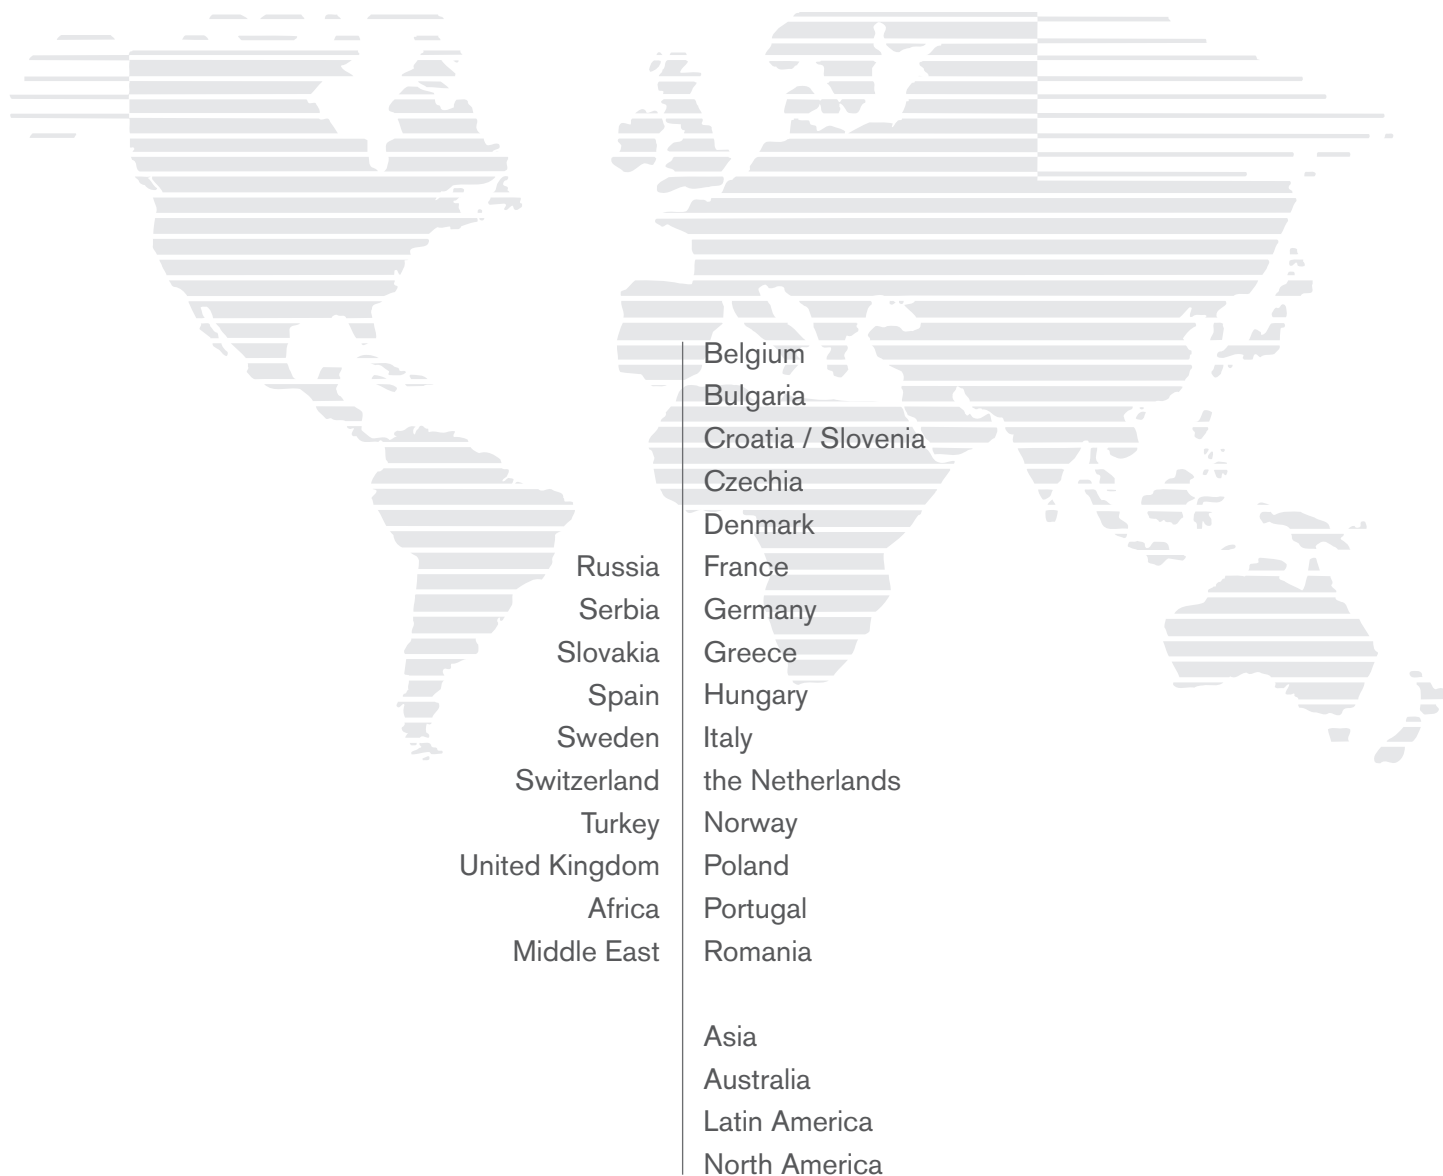 Belgium
Bulgaria
Croatia / Slovenia
Czechia
Denmark
France
Germany
Greece
Hungary
Italy
the Netherlands
Norway
Poland
Portugal
Romania
Russia
Serbia
Slovakia
Spain
Sweden
Switzerland
Turkey
United Kingdom
Africa
Middle East
Asia
Australia
Latin America
North America